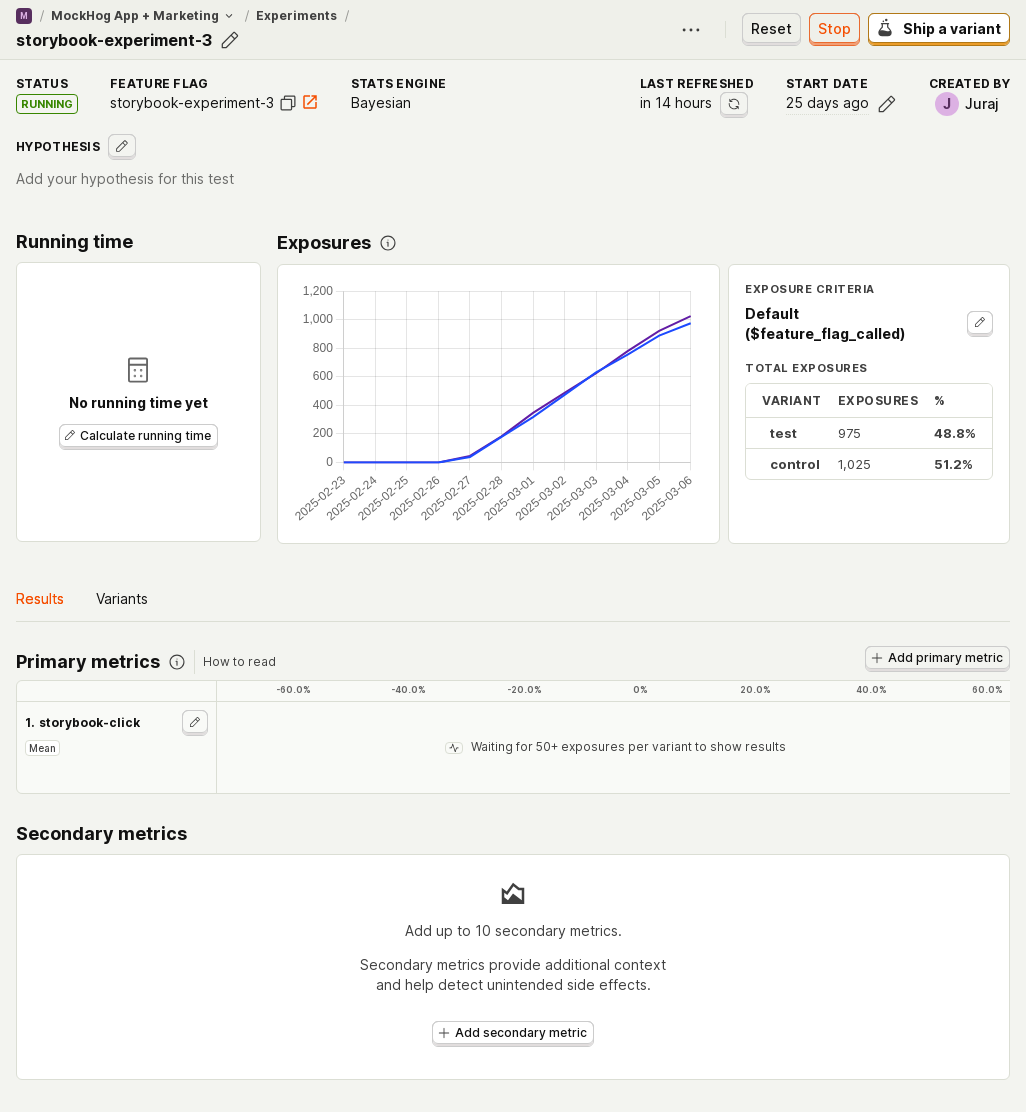 M / MockHog App + Marketing / Experiments /
storybook-experiment-3
Reset
Stop
Ship a variant
STATUS
RUNNING
FEATURE FLAG
storybook-experiment-3
STATS ENGINE
Bayesian
LAST REFRESHED
in 14 hours
START DATE
25 days ago
CREATED BY
J Juraj
HYPOTHESIS
Add your hypothesis for this test
Running time
No running time yet
Calculate running time
Exposures
1,200
1,000
800
600
400
200
0
2025-02-23
2025-02-24
2025-02-25
2025-02-26
2025-02-27
2025-02-28
2025-03-01
2025-03-02
2025-03-03
2025-03-04
2025-03-05
2025-03-06
EXPOSURE CRITERIA
Default
($feature_flag_called)
TOTAL EXPOSURES
VARIANT EXPOSURES %
test 975 48.8%
control 1,025 51.2%
Results
Variants
Primary metrics
How to read
Add primary metric
-60.0% -40.0% -20.0% 0% 20.0% 40.0% 60.0%
1. storybook-click
Mean
Waiting for 50+ exposures per variant to show results
Secondary metrics
Add up to 10 secondary metrics.
Secondary metrics provide additional context
and help detect unintended side effects.
Add secondary metric